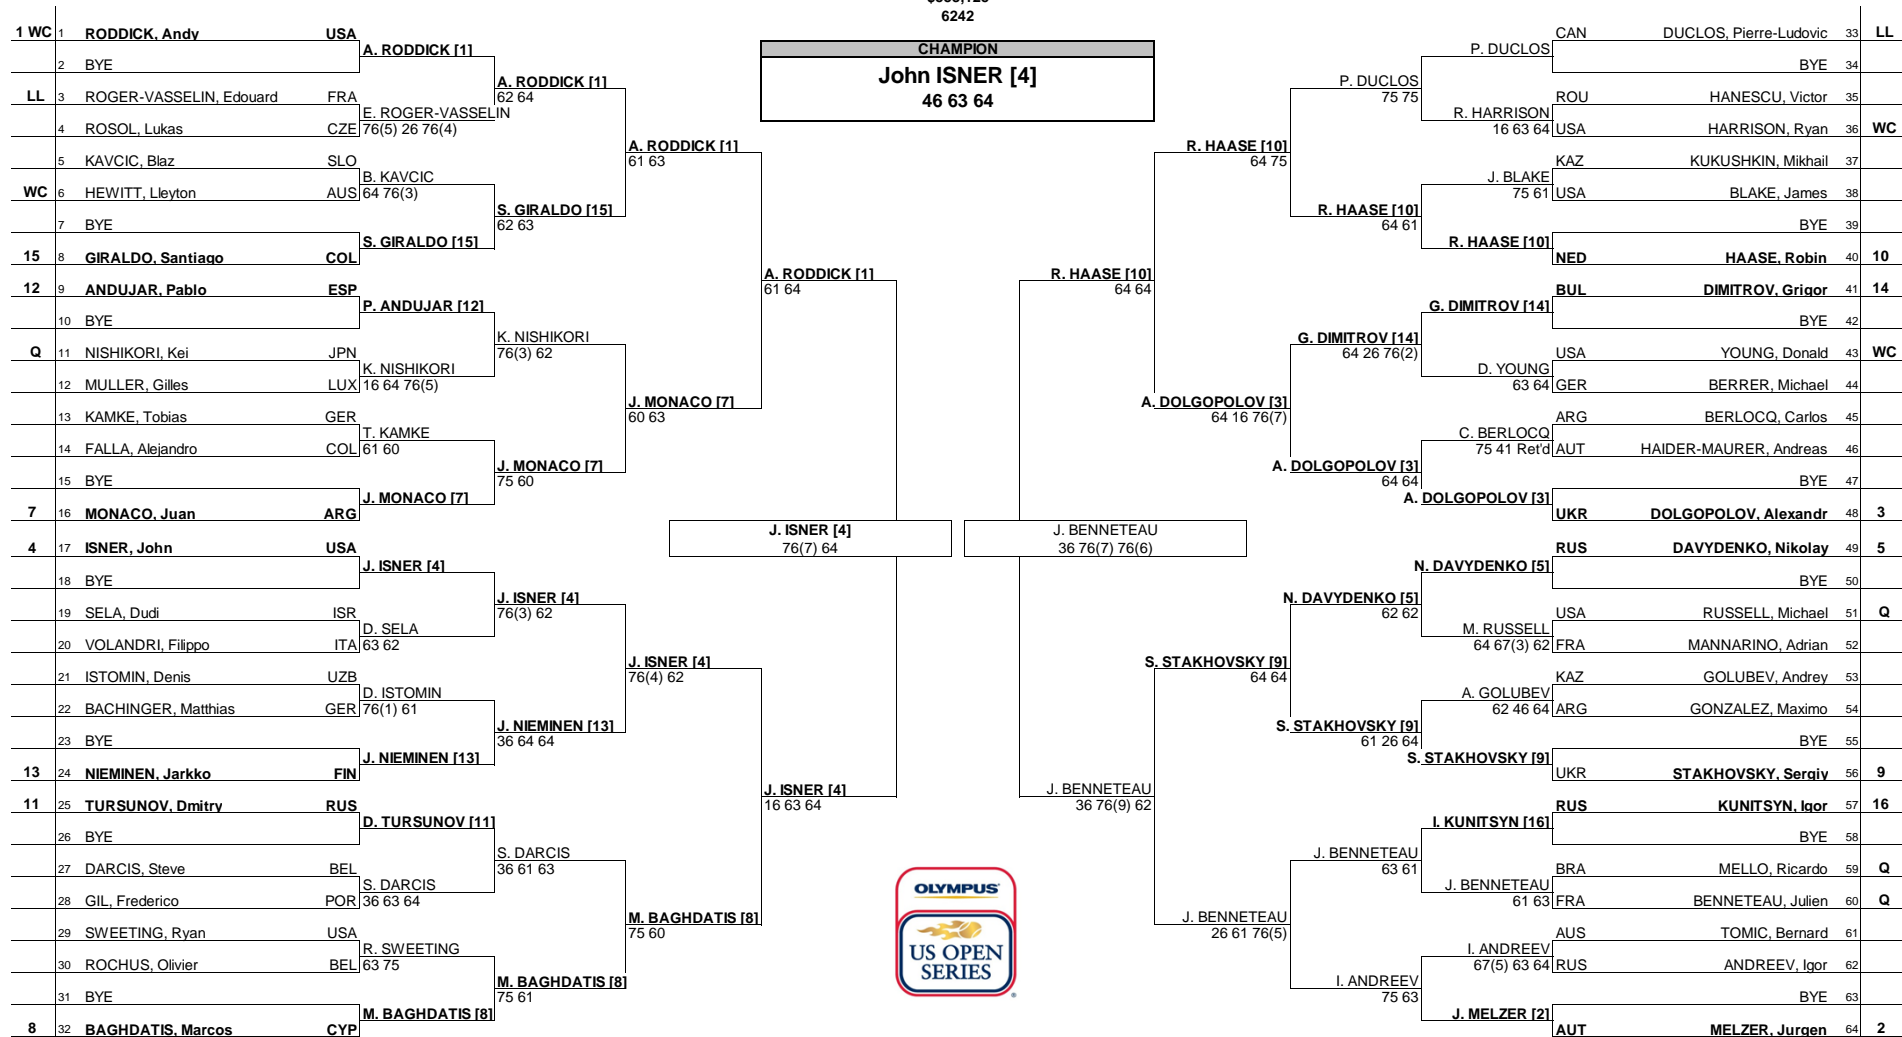 6242
CHAMPION
John ISNER [4]
46 63 64
1 WC 1 RODDICK, Andy USA
2 BYE
LL 3 ROGER-VASSELIN, Edouard FRA
4 ROSOL, Lukas CZE
5 KAVCIC, Blaz SLO
WC 6 HEWITT, Lleyton AUS
7 BYE
15 8 GIRALDO, Santiago COL
12 9 ANDUJAR, Pablo ESP
10 BYE
Q 11 NISHIKORI, Kei JPN
12 MULLER, Gilles LUX
13 KAMKE, Tobias GER
14 FALLA, Alejandro COL
15 BYE
7 16 MONACO, Juan ARG
4 17 ISNER, John USA
18 BYE
19 SELA, Dudi ISR
20 VOLANDRI, Filippo ITA
21 ISTOMIN, Denis UZB
22 BACHINGER, Matthias GER
23 BYE
13 24 NIEMINEN, Jarkko FIN
11 25 TURSUNOV, Dmitry RUS
26 BYE
27 DARCIS, Steve BEL
28 GIL, Frederico POR
29 SWEETING, Ryan USA
30 ROCHUS, Olivier BEL
31 BYE
8 32 BAGHDATIS, Marcos CYP
A. RODDICK [1]
E. ROGER-VASSELIN
76(5) 26 76(4)
B. KAVCIC
64 76(3)
S. GIRALDO [15]
P. ANDUJAR [12]
K. NISHIKORI
16 64 76(5)
T. KAMKE
61 60
J. MONACO [7]
J. ISNER [4]
D. SELA
63 62
D. ISTOMIN
76(1) 61
J. NIEMINEN [13]
D. TURSUNOV [11]
S. DARCIS
36 63 64
R. SWEETING
63 75
M. BAGHDATIS [8]
A. RODDICK [1]
62 64
S. GIRALDO [15]
62 63
K. NISHIKORI
76(3) 62
J. MONACO [7]
75 60
J. ISNER [4]
76(3) 62
J. NIEMINEN [13]
36 64 64
S. DARCIS
36 61 63
M. BAGHDATIS [8]
75 61
A. RODDICK [1]
61 63
J. MONACO [7]
60 63
J. ISNER [4]
76(4) 62
M. BAGHDATIS [8]
75 60
A. RODDICK [1]
61 64
J. ISNER [4]
16 63 64
J. ISNER [4]
76(7) 64
J. BENNETEAU
36 76(7) 76(6)
R. HAASE [10]
64 64
J. BENNETEAU
36 76(9) 62
R. HAASE [10]
64 75
A. DOLGOPOLOV [3]
64 16 76(7)
S. STAKHOVSKY [9]
64 64
J. BENNETEAU
26 61 76(5)
P. DUCLOS
75 75
R. HAASE [10]
64 61
G. DIMITROV [14]
64 26 76(2)
A. DOLGOPOLOV [3]
64 64
N. DAVYDENKO [5]
62 62
S. STAKHOVSKY [9]
61 26 64
J. BENNETEAU
63 61
I. ANDREEV
75 63
P. DUCLOS
R. HARRISON
16 63 64
J. BLAKE
75 61
R. HAASE [10]
G. DIMITROV [14]
D. YOUNG
63 64
C. BERLOCQ
75 41 Ret'd
A. DOLGOPOLOV [3]
N. DAVYDENKO [5]
M. RUSSELL
64 67(3) 62
A. GOLUBEV
62 46 64
S. STAKHOVSKY [9]
I. KUNITSYN [16]
J. BENNETEAU
61 63
I. ANDREEV
67(5) 63 64
J. MELZER [2]
CAN DUCLOS, Pierre-Ludovic 33 LL
BYE 34
ROU HANESCU, Victor 35
USA HARRISON, Ryan 36 WC
KAZ KUKUSHKIN, Mikhail 37
USA BLAKE, James 38
BYE 39
NED HAASE, Robin 40 10
BUL DIMITROV, Grigor 41 14
BYE 42
USA YOUNG, Donald 43 WC
GER BERRER, Michael 44
ARG BERLOCQ, Carlos 45
AUT HAIDER-MAURER, Andreas 46
BYE 47
UKR DOLGOPOLOV, Alexandr 48 3
RUS DAVYDENKO, Nikolay 49 5
BYE 50
USA RUSSELL, Michael 51 Q
FRA MANNARINO, Adrian 52
KAZ GOLUBEV, Andrey 53
ARG GONZALEZ, Maximo 54
BYE 55
UKR STAKHOVSKY, Sergiy 56 9
RUS KUNITSYN, Igor 57 16
BYE 58
BRA MELLO, Ricardo 59 Q
FRA BENNETEAU, Julien 60 Q
AUS TOMIC, Bernard 61
RUS ANDREEV, Igor 62
BYE 63
AUT MELZER, Jurgen 64 2
OLYMPUS
US OPEN
SERIES